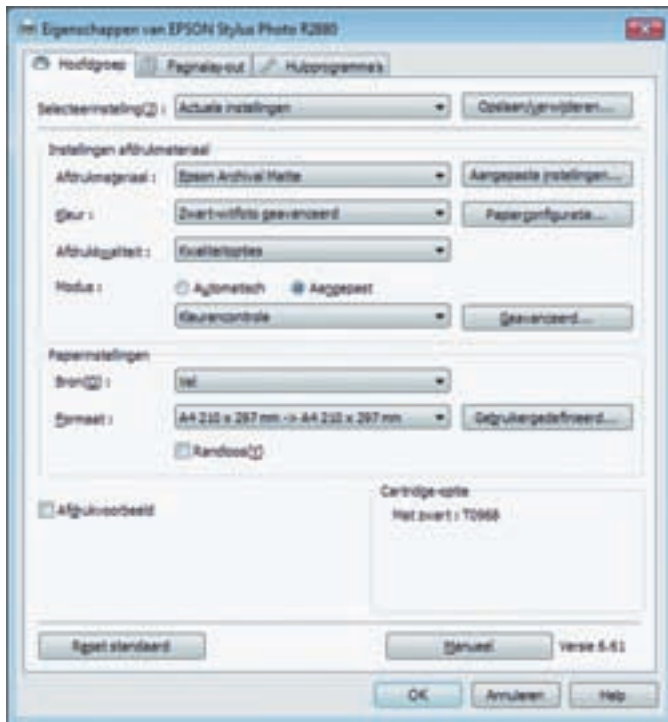 Eigenschappen van EPSON Stylus Photo R2880
Hoofdgroep Paginalay-out Hulpprogramma's
Selecteerinstelling(J) : Actuele instellingen Opslaan/verwijderen...
Instellingen afdrukmateriaal
Afdrukmateriaal : Epson Archival Matte Aangepaste instellingen...
Kleur : Zwart-witfoto geavanceerd Papierconfiguratie...
Afdrukkwaliteit : Kwaliteitopties
Modus : Automatisch Aangepast
Kleurencontrole Geavanceerd...
Papierinstellingen
Bron(O) : Vel
Formaat : A4 210 x 297 mm -> A4 210 x 297 mm Gebruikergedefinieerd...
Randloos(Y)
Afdrukvoorbeeld
Cartridge-optie
Mat zwart : T0968
Reset standaard Manueel Versie 6.61
OK Annuleren Help